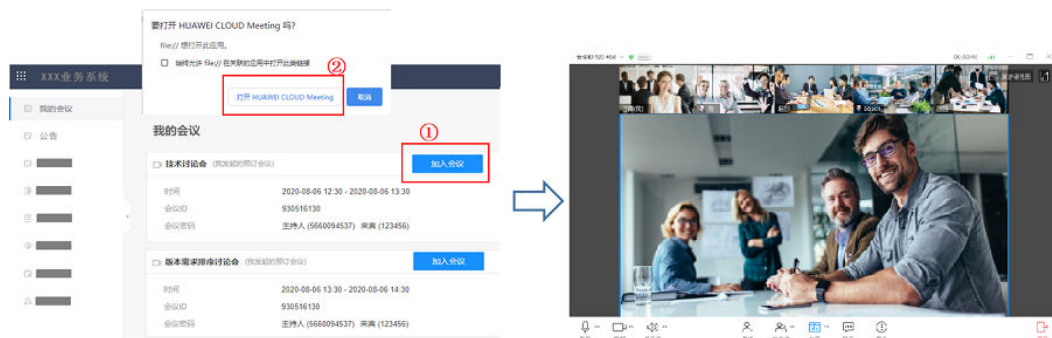 要打开 HUAWEI CLOUD Meeting 吗?
file:// 想打开此应用。
始终允许 file:// 在关联的应用中打开此类链接
②
打开 HUAWEI CLOUD Meeting 取消
XXX业务系统
我的会议
公告
我的会议
①
技术讨论会 (我发起的预订会议) 加入会议
时间 2020-08-06 12:30 - 2020-08-06 13:30
会议ID 930516130
会议密码 主持人 (5660094537) 来宾 (123456)
版本需求排序讨论会 (我发起的预订会议) 加入会议
时间 2020-08-06 13:30 - 2020-08-06 14:30
会议ID 930516130
会议密码 主持人 (5660094537) 来宾 (123456)